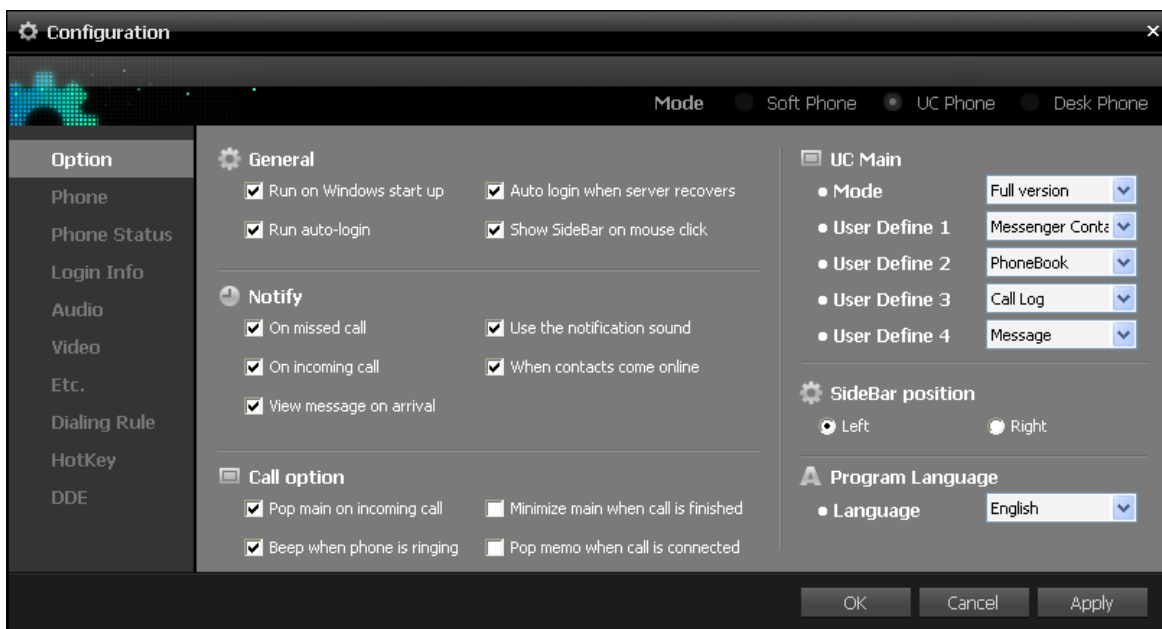 Configuration
Mode Soft Phone UC Phone Desk Phone
Option
Phone
Phone Status
Login Info
Audio
Video
Etc.
Dialing Rule
HotKey
DDE
General
Run on Windows start up Auto login when server recovers
Run auto-login Show SideBar on mouse click
Notify
On missed call Use the notification sound
On incoming call When contacts come online
View message on arrival
Call option
Pop main on incoming call Minimize main when call is finished
Beep when phone is ringing Pop memo when call is connected
UC Main
Mode Full version
User Define 1 Messenger Conta
User Define 2 PhoneBook
User Define 3 Call Log
User Define 4 Message
SideBar position
Left Right
Program Language
Language English
OK Cancel Apply